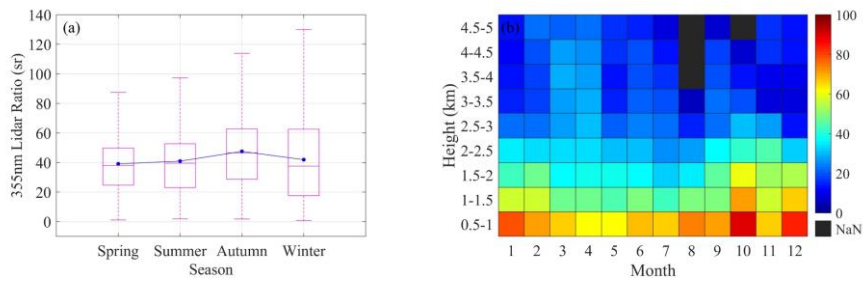 (a)
140
120
100
80
60
40
20
0
355nm Lidar Ratio (sr)
Spring Summer Autumn Winter
Season
(b)
4.5-5
4-4.5
3.5-4
3-3.5
2.5-3
2-2.5
1.5-2
1-1.5
0.5-1
Height (km)
1 2 3 4 5 6 7 8 9 10 11 12
Month
100
80
60
40
20
0
NaN